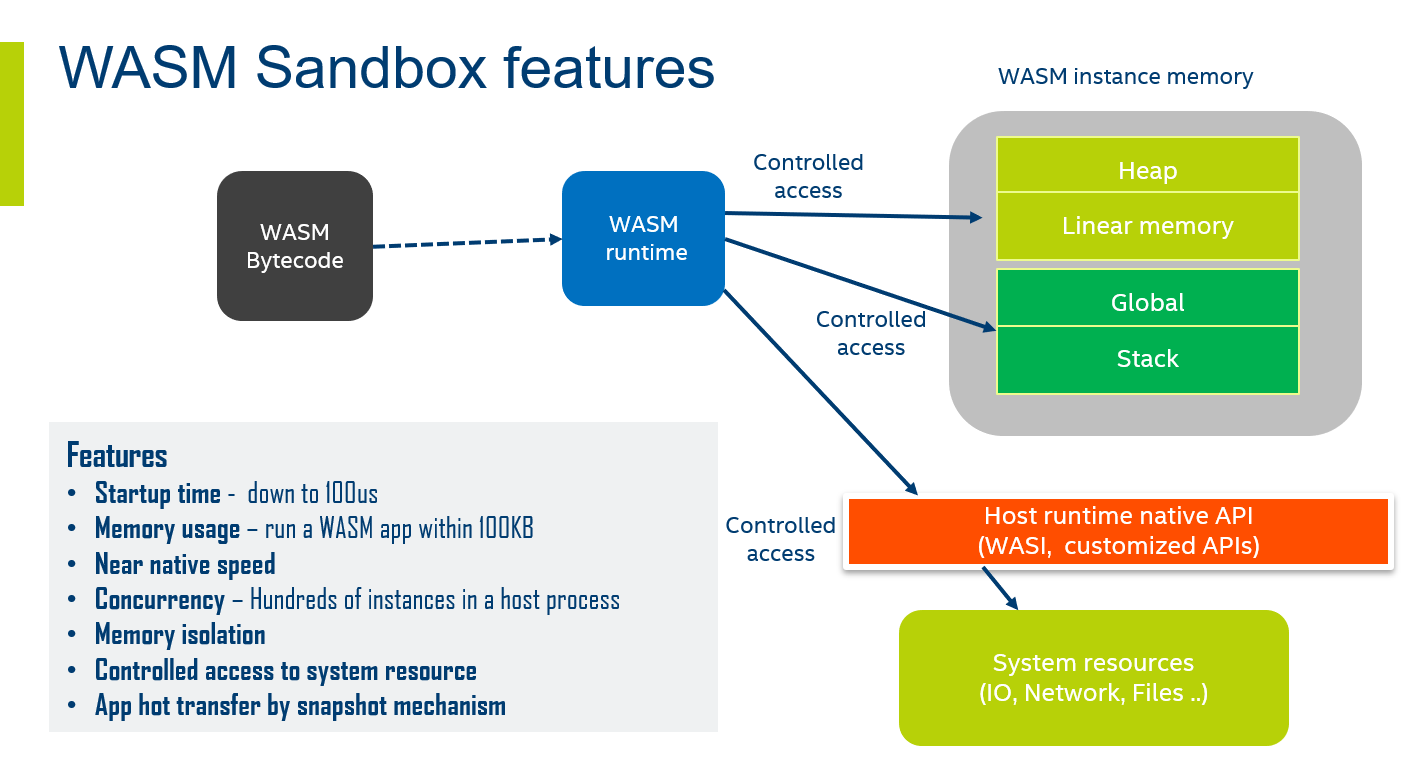 WASM Sandbox features
WASM instance memory
Controlled
access
Heap
Linear memory
WASM
Bytecode
WASM
runtime
Global
Stack
Controlled
access
Features
• Startup time - down to 100us
• Memory usage – run a WASM app within 100KB
• Near native speed
• Concurrency – Hundreds of instances in a host process
• Memory isolation
• Controlled access to system resource
• App hot transfer by snapshot mechanism
Controlled
access
Host runtime native API
(WASI, customized APIs)
System resources
(IO, Network, Files ..)